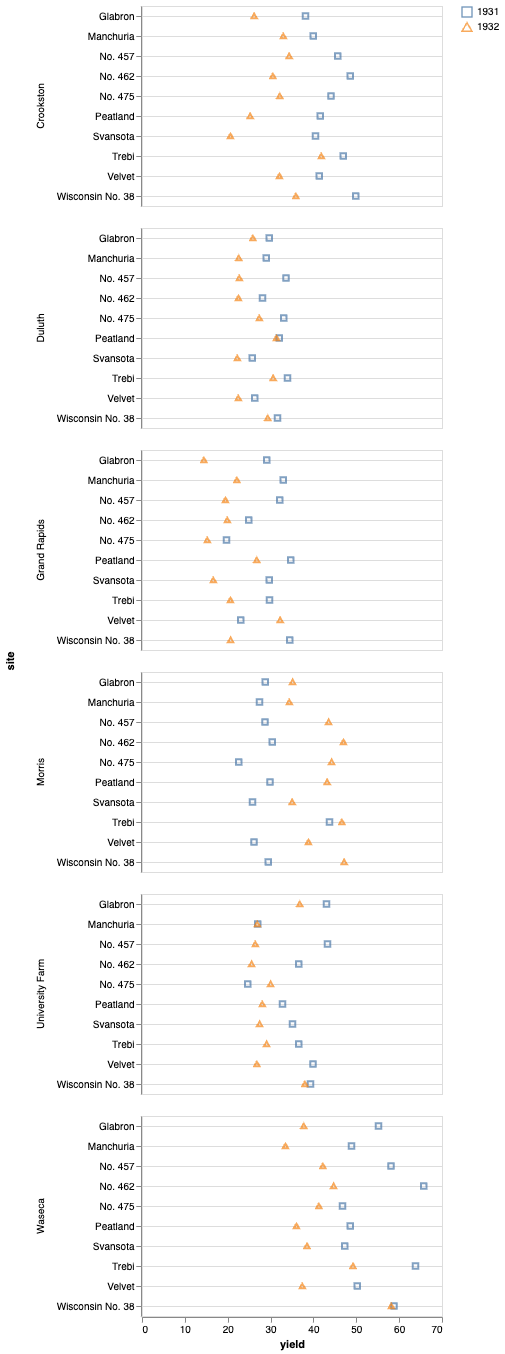 1931
1932
Crookston
Glabron
Manchuria
No. 457
No. 462
No. 475
Peatland
Svansota
Trebi
Velvet
Wisconsin No. 38
Duluth
Glabron
Manchuria
No. 457
No. 462
No. 475
Peatland
Svansota
Trebi
Velvet
Wisconsin No. 38
Grand Rapids
Glabron
Manchuria
No. 457
No. 462
No. 475
Peatland
Svansota
Trebi
Velvet
Wisconsin No. 38
site
Morris
Glabron
Manchuria
No. 457
No. 462
No. 475
Peatland
Svansota
Trebi
Velvet
Wisconsin No. 38
University Farm
Glabron
Manchuria
No. 457
No. 462
No. 475
Peatland
Svansota
Trebi
Velvet
Wisconsin No. 38
Waseca
Glabron
Manchuria
No. 457
No. 462
No. 475
Peatland
Svansota
Trebi
Velvet
Wisconsin No. 38
0 10 20 30 40 50 60 70
yield